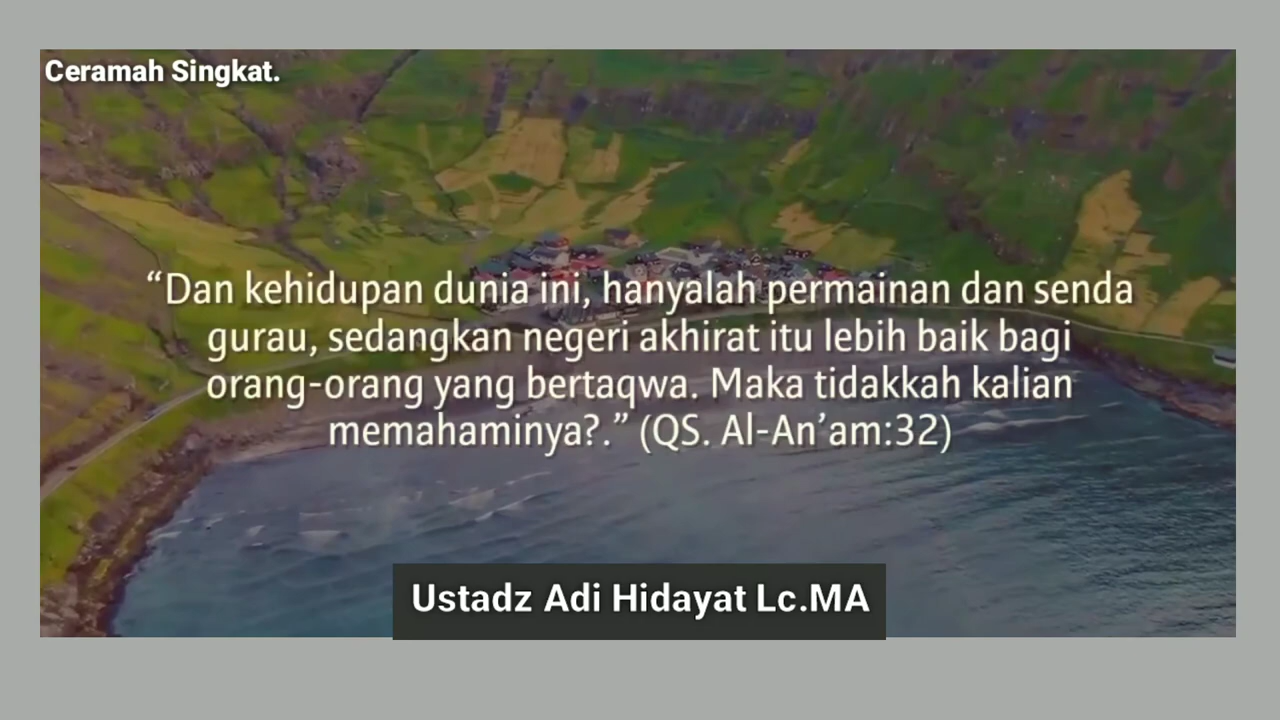 Ceramah Singkat.
“Dan kehidupan dunia ini, hanyalah permainan dan senda
gurau, sedangkan negeri akhirat itu lebih baik bagi
orang-orang yang bertaqwa. Maka tidakkah kalian
memahaminya?.” (QS. Al-An’am:32)
Ustadz Adi Hidayat Lc.MA